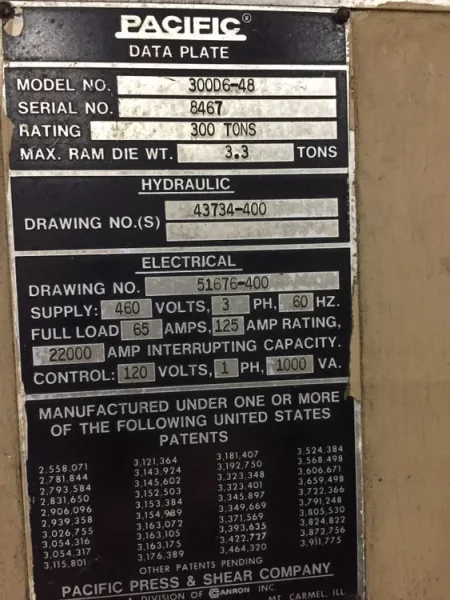 PACIFIC®
DATA PLATE
MODEL NO. 300D6-48
SERIAL NO. 8467
RATING 300 TONS
MAX. RAM DIE WT. 3.3 TONS
HYDRAULIC
DRAWING NO.(S) 43734-400
ELECTRICAL
DRAWING NO. 51676-400
SUPPLY: 460 VOLTS, 3 PH, 60 HZ.
FULL LOAD 65 AMPS, 125 AMP RATING,
22000 AMP INTERRUPTING CAPACITY.
CONTROL: 120 VOLTS, 1 PH, 1000 VA.
MANUFACTURED UNDER ONE OR MORE
OF THE FOLLOWING UNITED STATES
PATENTS
2,558,071 3,121,364 3,181,407 3,524,384
2,781,844 3,143,924 3,192,750 3,568,498
2,793,584 3,145,602 3,323,348 3,606,671
2,831,650 3,152,503 3,323,401 3,659,498
2,906,096 3,153,384 3,345,897 3,722,366
2,939,358 3,154,989 3,349,669 3,791,248
3,026,755 3,163,072 3,371,569 3,805,530
3,054,316 3,163,105 3,393,635 3,824,822
3,054,317 3,163,175 3,422,727 3,872,756
3,115,801 3,176,389 3,464,320 3,911,775
OTHER PATENTS PENDING
PACIFIC PRESS & SHEAR COMPANY
A DIVISION OF CANRON INC.
MT. CARMEL, ILL.